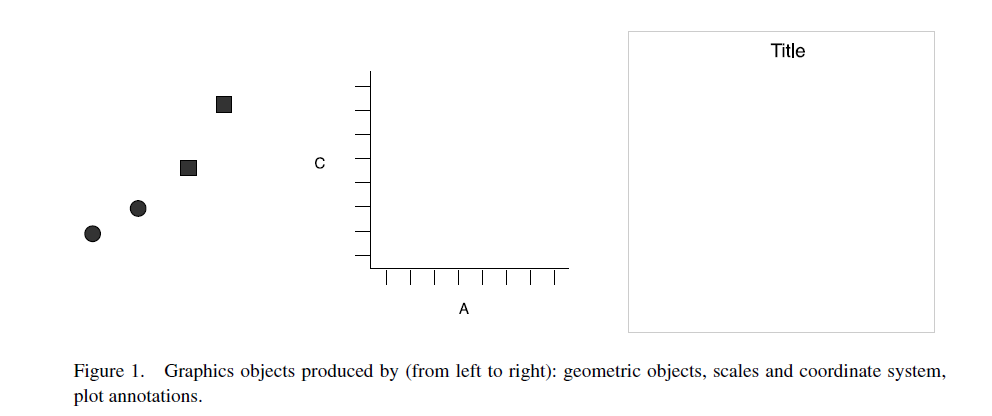 Title
C
A
Figure 1. Graphics objects produced by (from left to right): geometric objects, scales and coordinate system,
plot annotations.